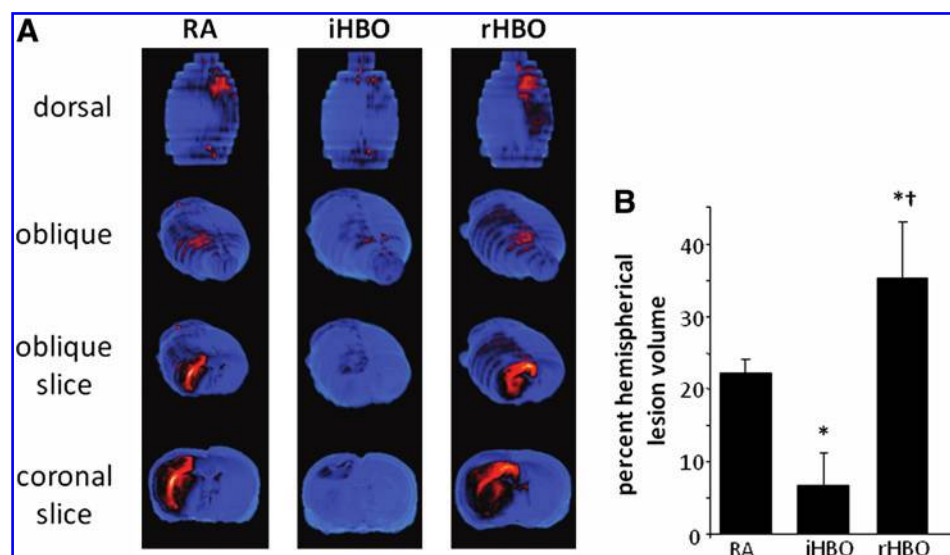 A
RA iHBO rHBO
dorsal
oblique
oblique
slice
coronal
slice
B
percent hemispherical
lesion volume
40
30
20
10
0
*
*†
RA iHBO rHBO